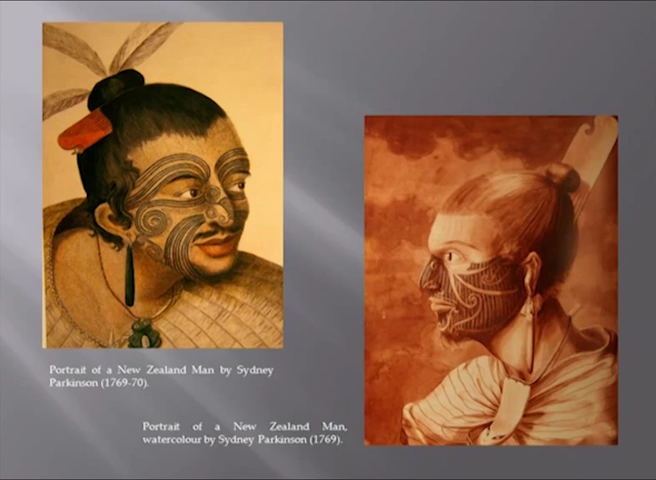 Portrait of a New Zealand Man by Sydney
Parkinson (1769-70).
Portrait of a New Zealand Man,
watercolour by Sydney Parkinson (1769).